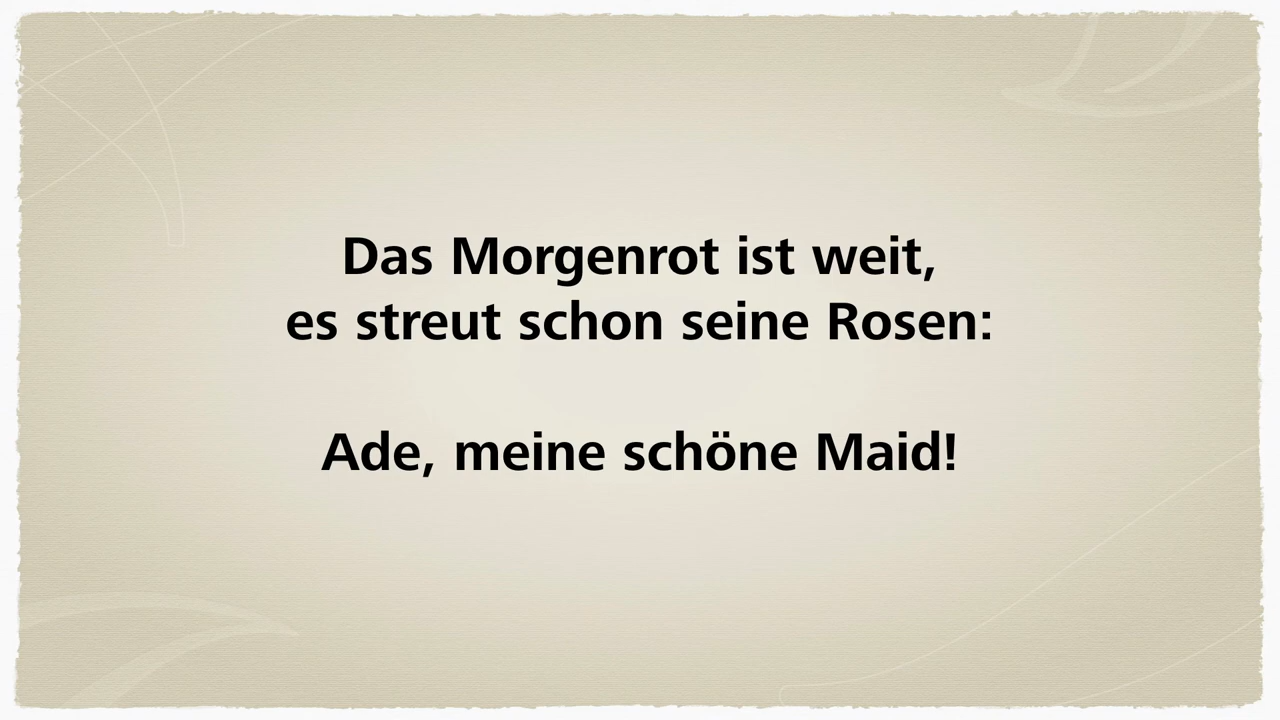 Das Morgenrot ist weit,
es streut schon seine Rosen:
Ade, meine schöne Maid!